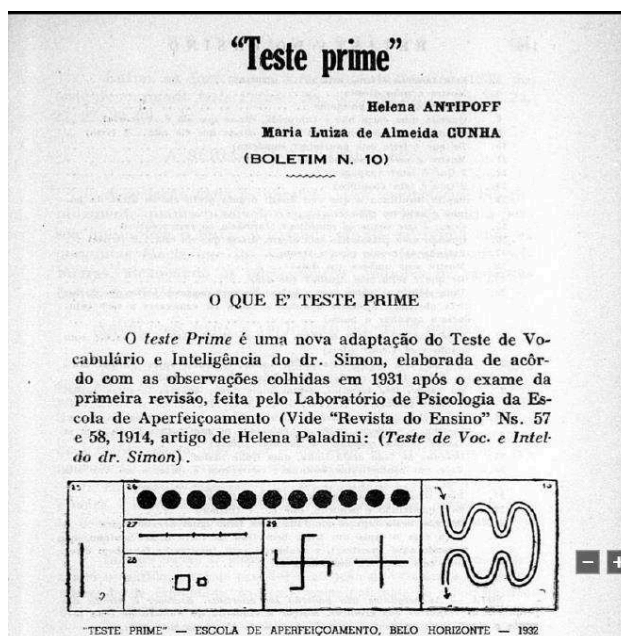 “Teste prime”
Helena ANTIPOFF
Maria Luiza de Almeida CUNHA
(BOLETIM N. 10)
O QUE E' TESTE PRIME
O teste Prime é uma nova adaptação do Teste de Vo-
cabulário e Inteligência do dr. Simon, elaborada de acôr-
do com as observações colhidas em 1931 após o exame da
primeira revisão, feita pelo Laboratório de Psicologia da Es-
cola de Aperfeiçoamento (Vide “Revista do Ensino” Ns. 57
e 58, 1914, artigo de Helena Paladini: (Teste de Voc. e Intel-
do dr. Simon).
25
26
27
28
29
"TESTE PRIME" — ESCOLA DE APERFEIÇOAMENTO, BELO HORIZONTE — 1932